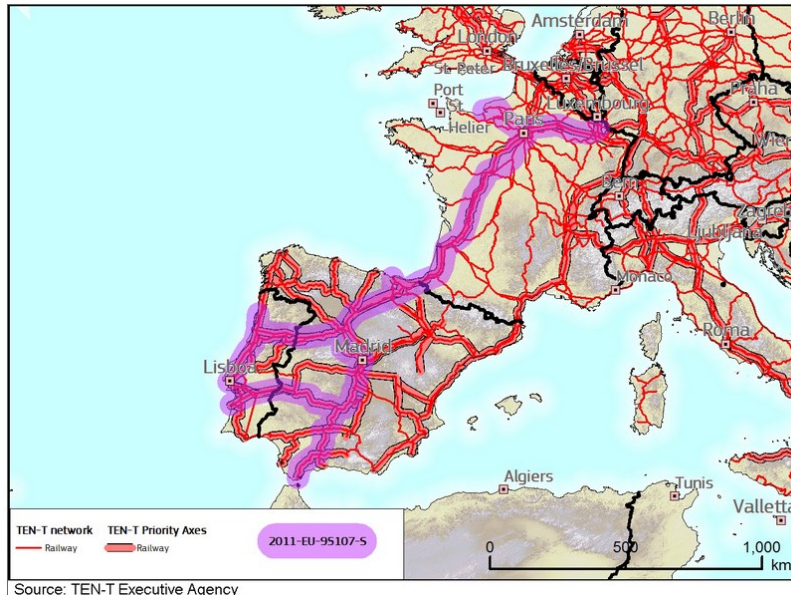 Amsterdam
Berlin
London
St. Peter
Bruxelles/Brussel
Port
St.
Helier
Luxembourg
Praha
Paris
Wien
Bern
Zagreb
Ljubljana
Monaco
Roma
Madrid
Lisboa
Algiers
Tunis
Valletta
TEN-T network
Railway
TEN-T Priority Axes
Railway
2011-EU-95107-S
0 500 1,000
km
Source: TEN-T Executive Agency